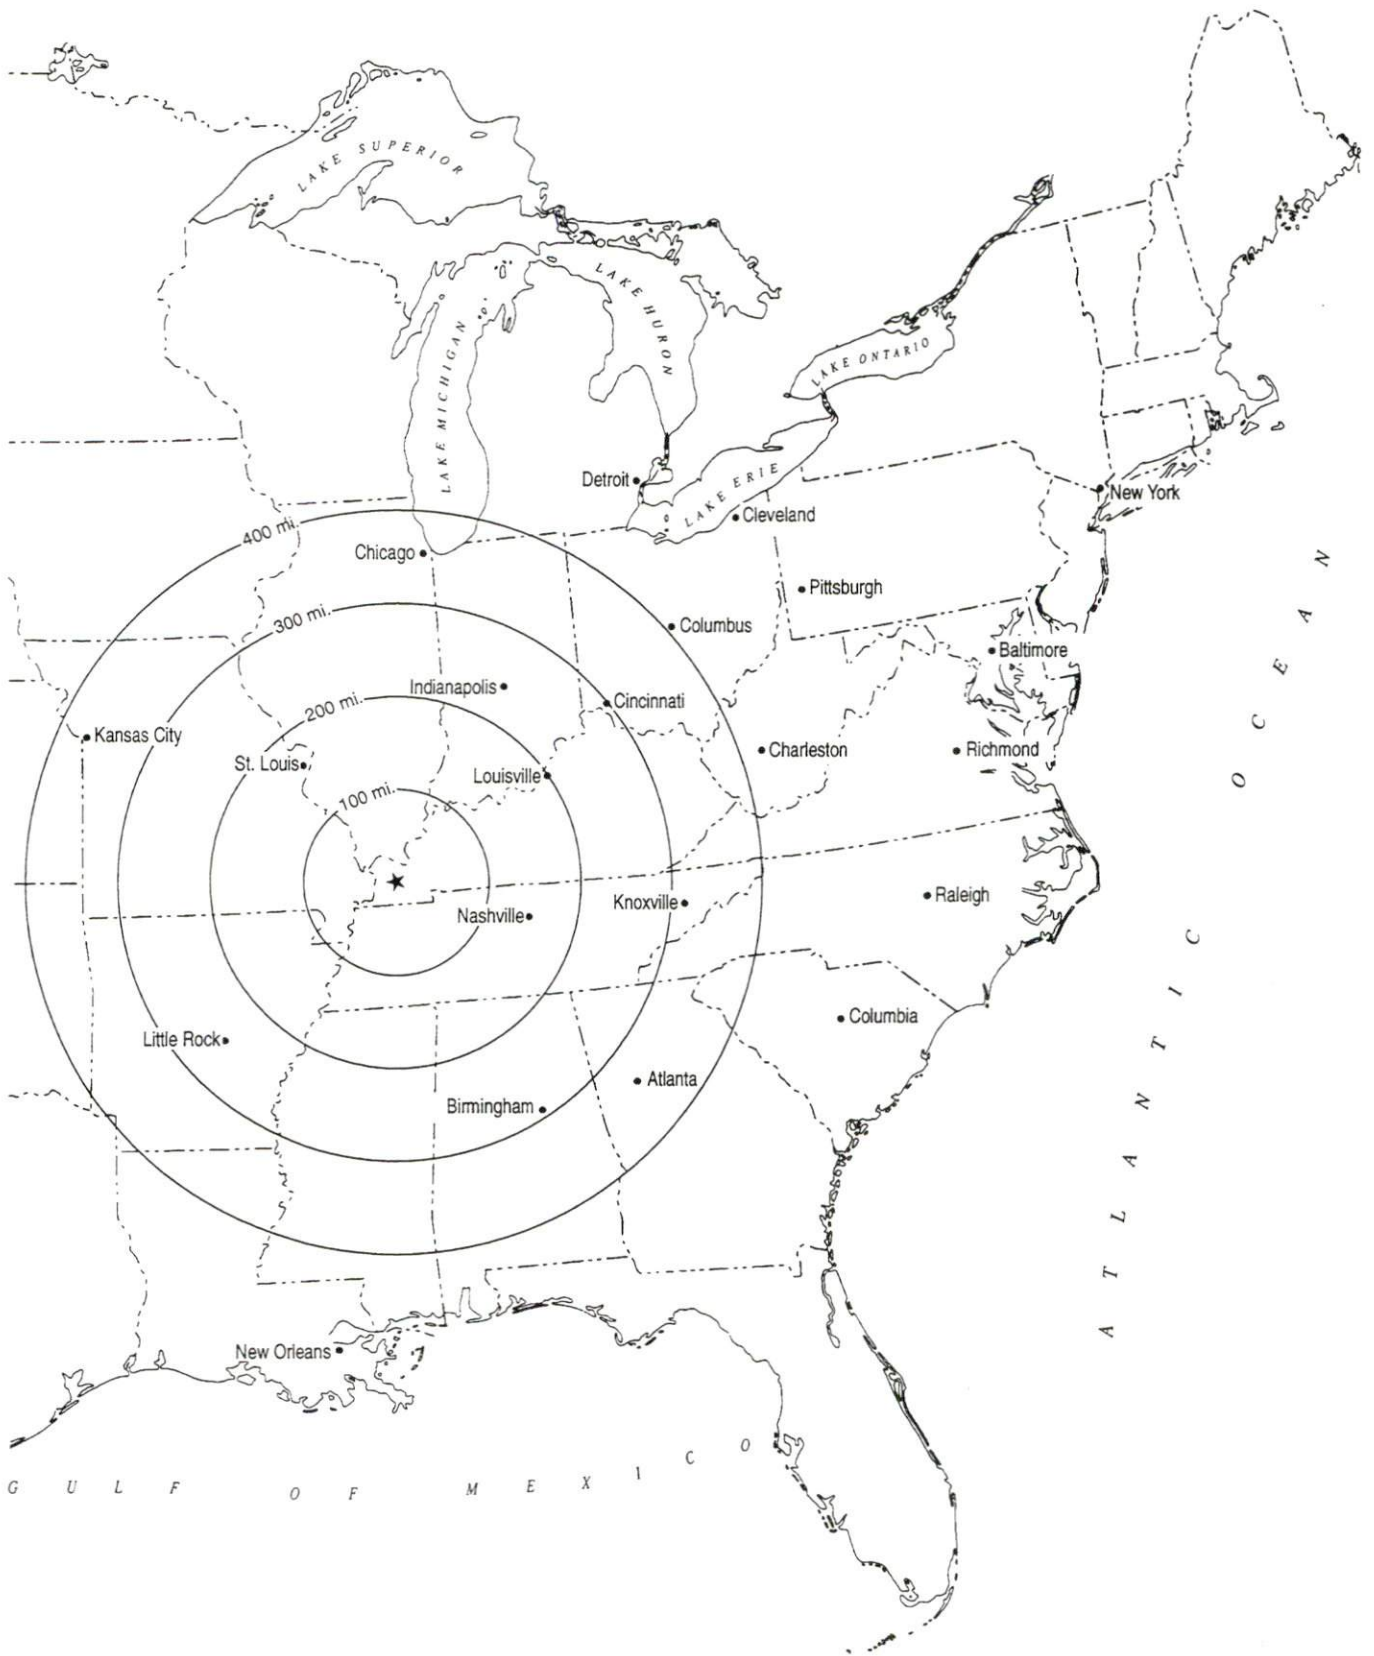 LAKE SUPERIOR
LAKE HURON
LAKE MICHIGAN
LAKE ONTARIO
LAKE ERIE
Detroit
New York
Cleveland
400 mi.
Chicago
Pittsburgh
300 mi.
Columbus
Baltimore
Indianapolis
200 mi.
Cincinnati
Kansas City
Charleston
Richmond
St. Louis
Louisville
100 mi.
Raleigh
Knoxville
Nashville
Columbia
Little Rock
Atlanta
Birmingham
New Orleans
ATLANTIC OCEAN
GULF OF MEXICO